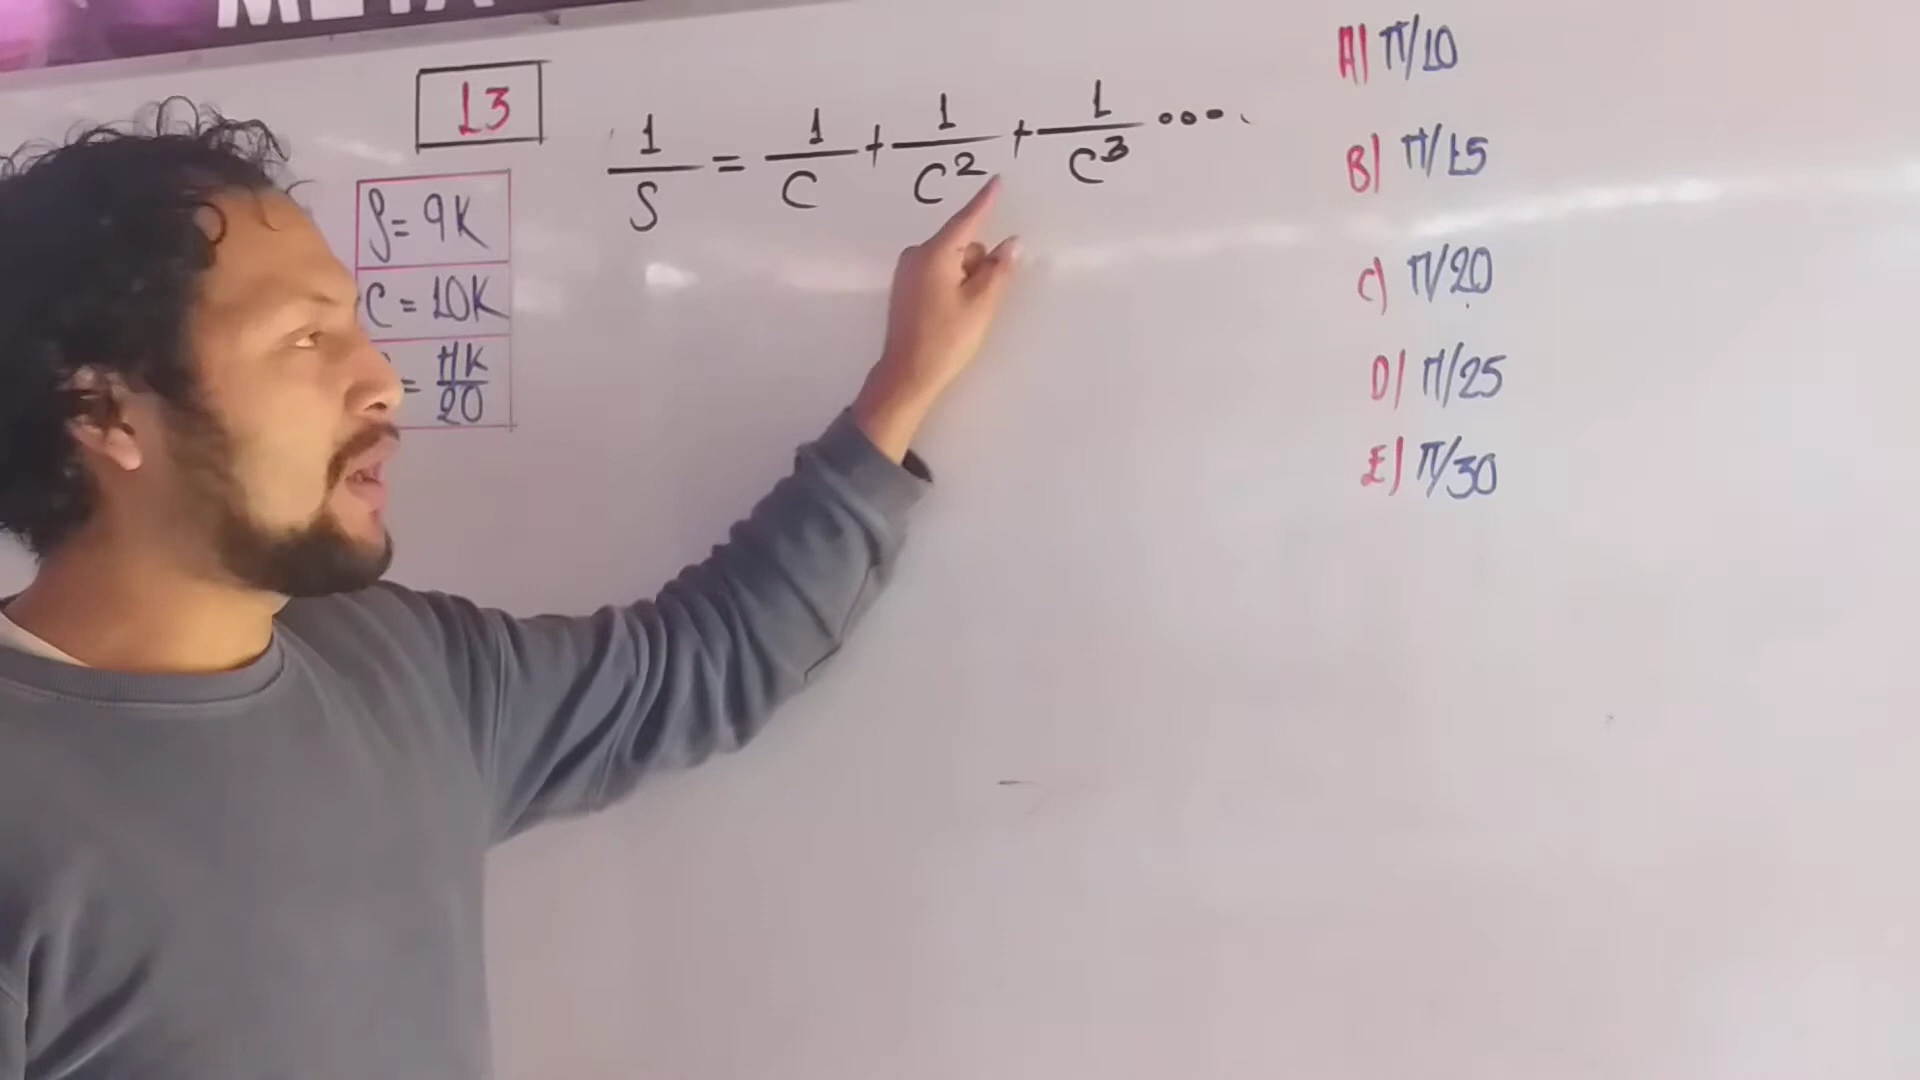 13
1/S = 1/C + 1/C² + 1/C³ ....
S = 9K
C = 10K
= πK/20
A) π/10
B) π/15
C) π/20
D) π/25
E) π/30